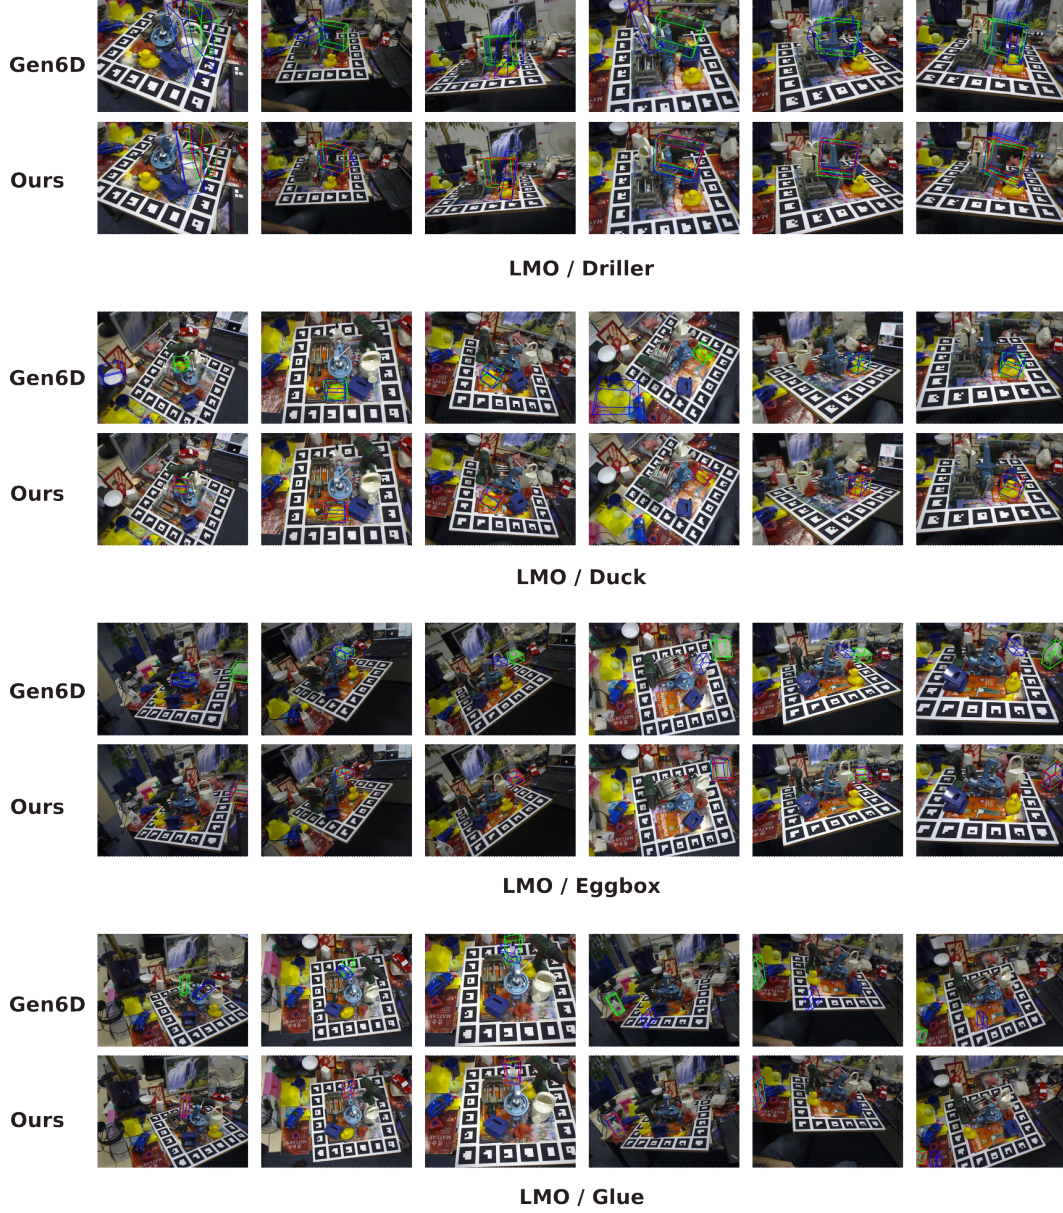 Gen6D
Ours
LMO / Driller
Gen6D
Ours
LMO / Duck
Gen6D
Ours
LMO / Eggbox
Gen6D
Ours
LMO / Glue